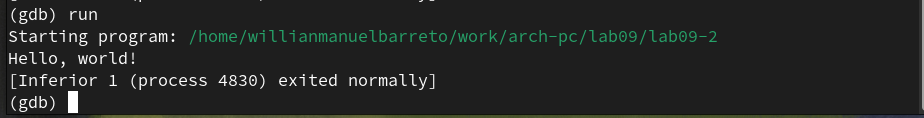 (gdb) run
Starting program: /home/willianmanuelbarreto/work/arch-pc/lab09/lab09-2
Hello, world!
[Inferior 1 (process 4830) exited normally]
(gdb)